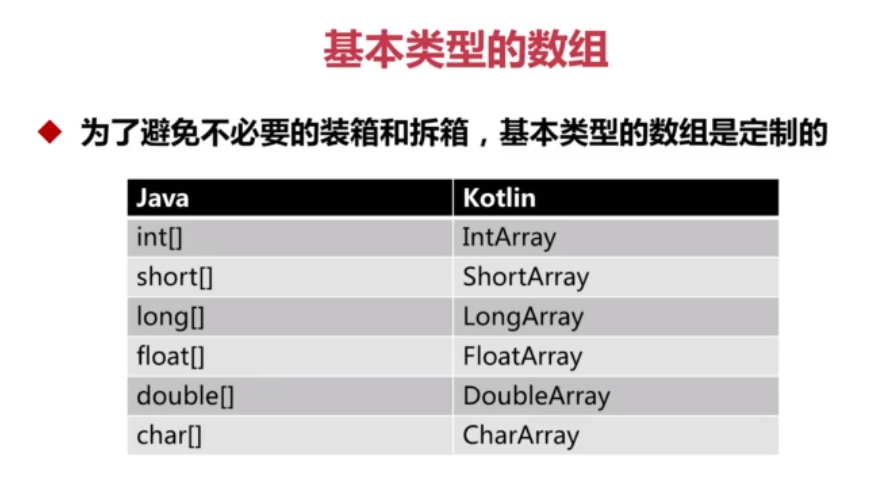 基本类型的数组
为了避免不必要的装箱和拆箱，基本类型的数组是定制的
Java Kotlin
int[] IntArray
short[] ShortArray
long[] LongArray
float[] FloatArray
double[] DoubleArray
char[] CharArray